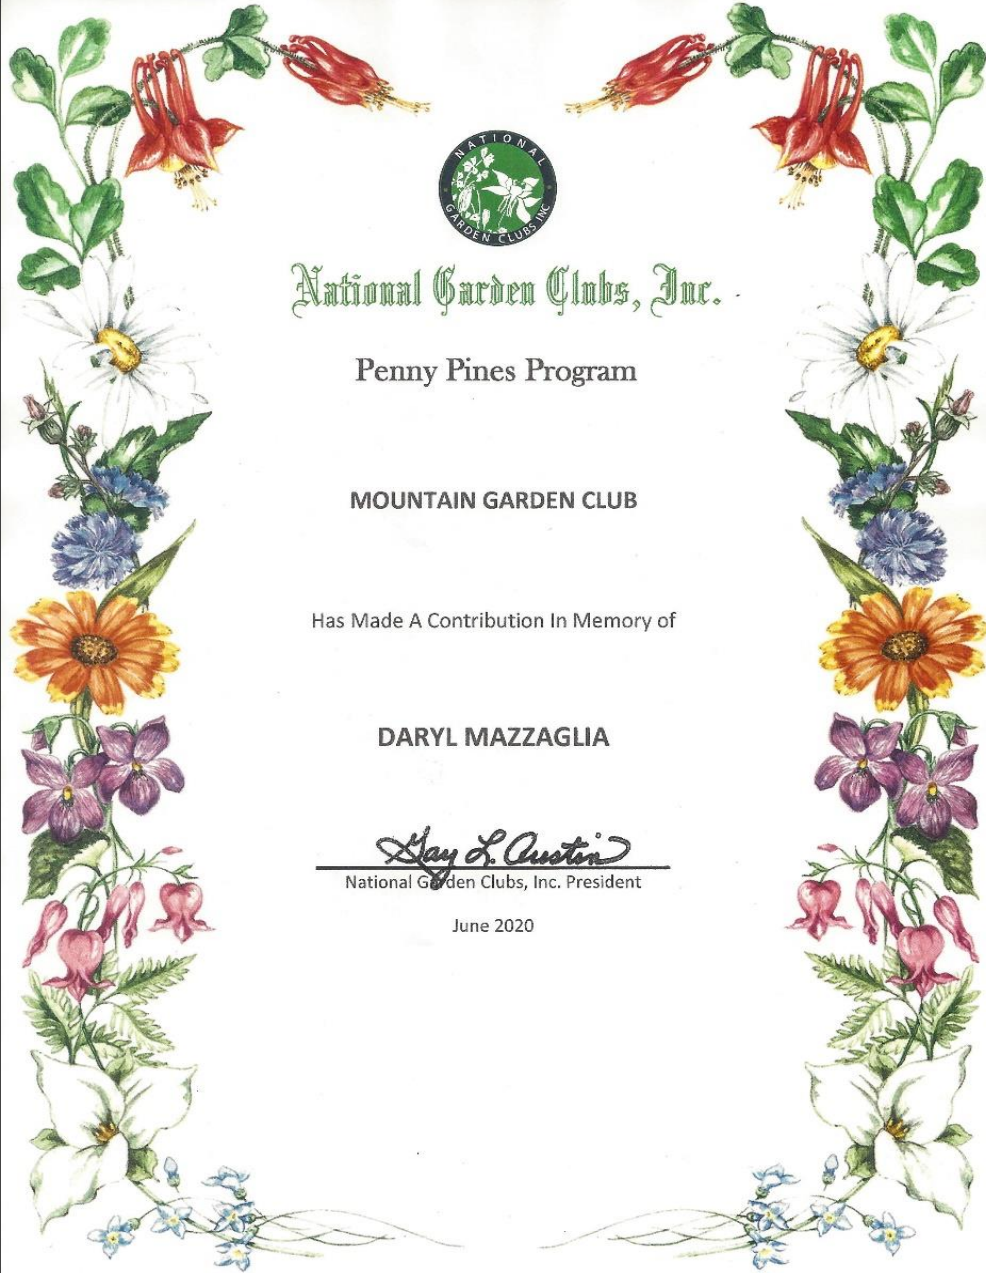 NATIONAL
GARDEN CLUBS INC
National Garden Clubs, Inc.
Penny Pines Program
MOUNTAIN GARDEN CLUB
Has Made A Contribution In Memory of
DARYL MAZZAGLIA
Gay L. Austin
National Garden Clubs, Inc. President
June 2020